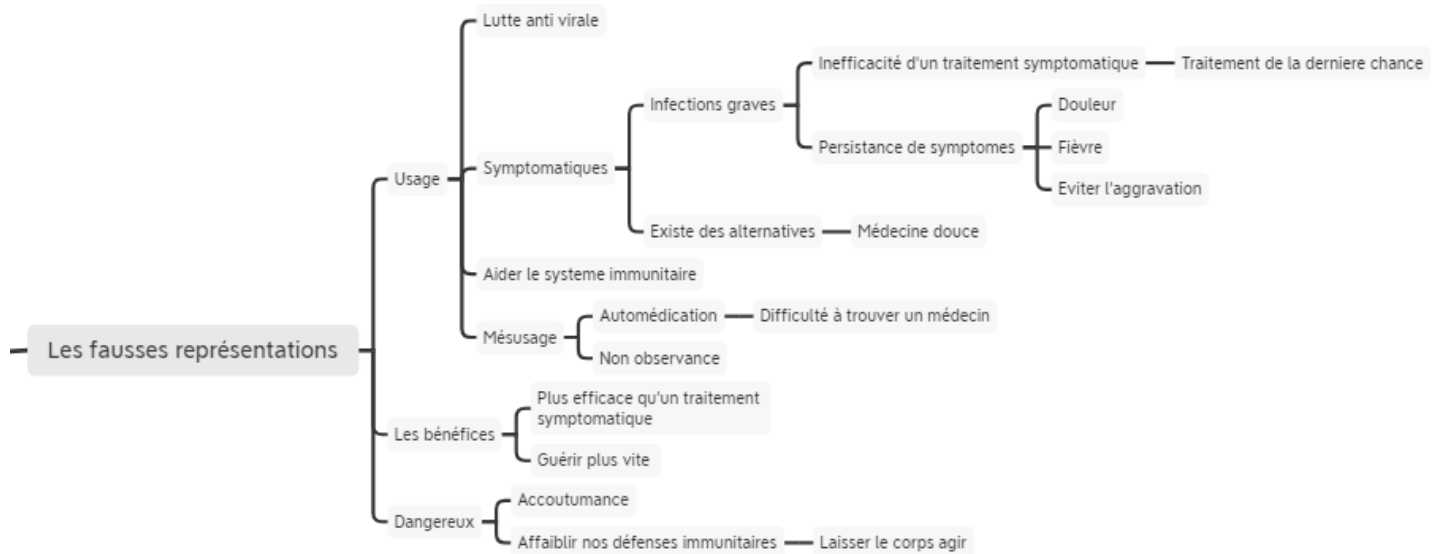 Lutte anti virale
Inefficacité d'un traitement symptomatique
Traitement de la derniere chance
Infections graves
Douleur
Persistance de symptomes
Fièvre
Usage
Symptomatiques
Eviter l'aggravation
Existe des alternatives
Médecine douce
Aider le systeme immunitaire
Automédication
Difficulté à trouver un médecin
Mésusage
Non observance
Les fausses représentations
Plus efficace qu'un traitement
symptomatique
Les bénéfices
Guérir plus vite
Accoutumance
Dangereux
Affaiblir nos défenses immunitaires
Laisser le corps agir